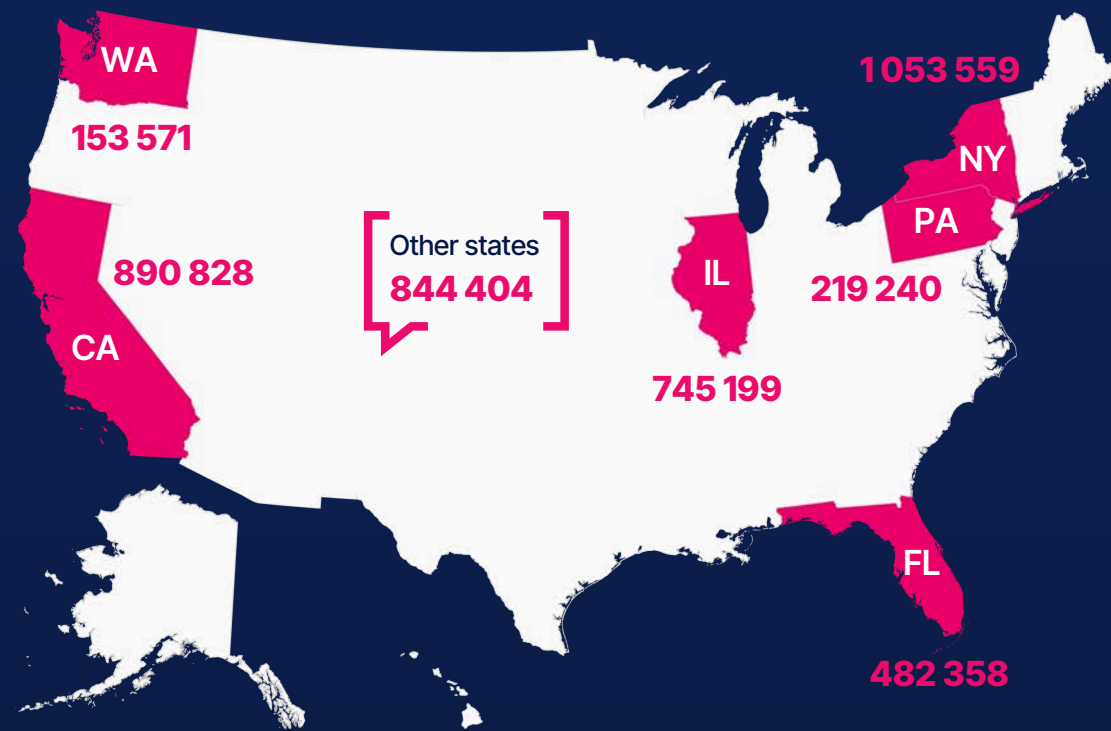 WA
153 571
1 053 559
NY
PA
219 240
Other states
844 404
890 828
CA
IL
745 199
FL
482 358